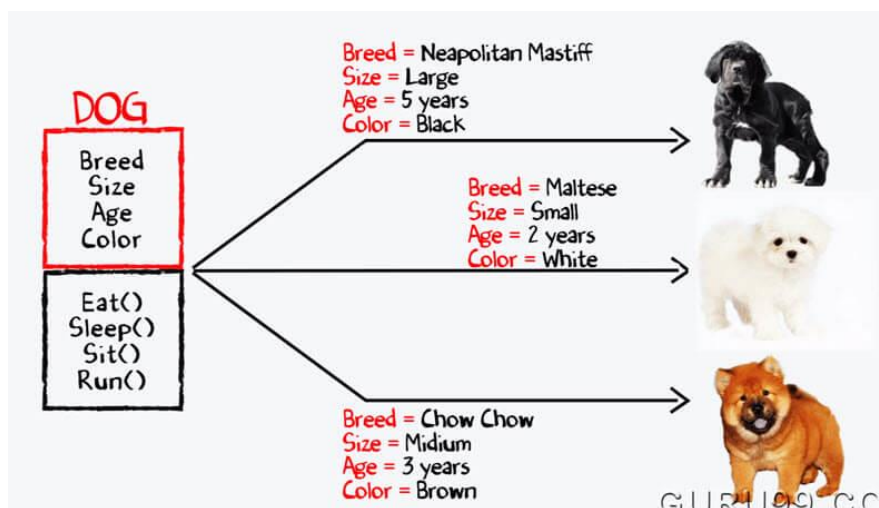 DOG
Breed
Size
Age
Color
Eat()
Sleep()
Sit()
Run()
Breed = Neapolitan Mastiff
Size = Large
Age = 5 years
Color = Black
Breed = Maltese
Size = Small
Age = 2 years
Color = White
Breed = Chow Chow
Size = Midium
Age = 3 years
Color = Brown
GURU99.CO